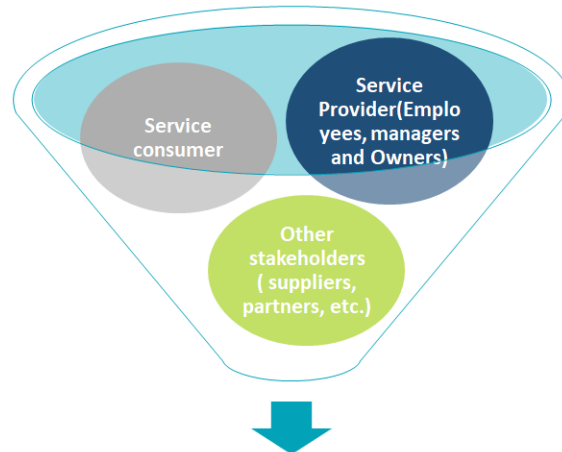 Service
consumer
Service
Provider(Emplo
yees, managers
and Owners)
Other
stakeholders
( suppliers,
partners, etc.)